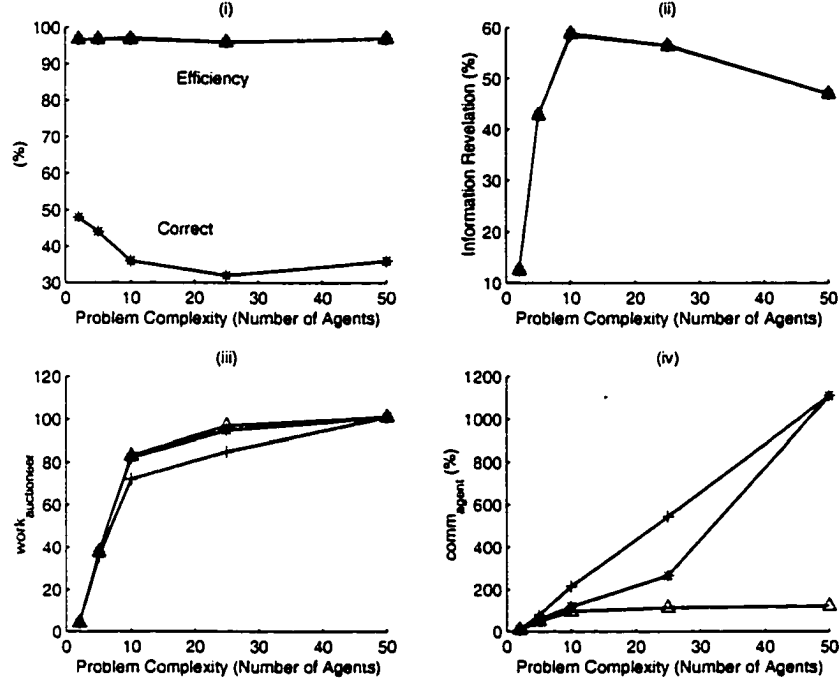 (i)
100
90
80
70
60
50
40
30
(%)
Efficiency
Correct
0 10 20 30 40 50
Problem Complexity (Number of Agents)
(ii)
60
50
40
30
20
10
Information Revelation (%)
0 10 20 30 40 50
Problem Complexity (Number of Agents)
(iii)
120
100
80
60
40
20
0
work auctioneer
0 10 20 30 40 50
Problem Complexity (Number of Agents)
(iv)
1200
1000
800
600
400
200
0
comm agent (%)
0 10 20 30 40 50
Problem Complexity (Number of Agents)